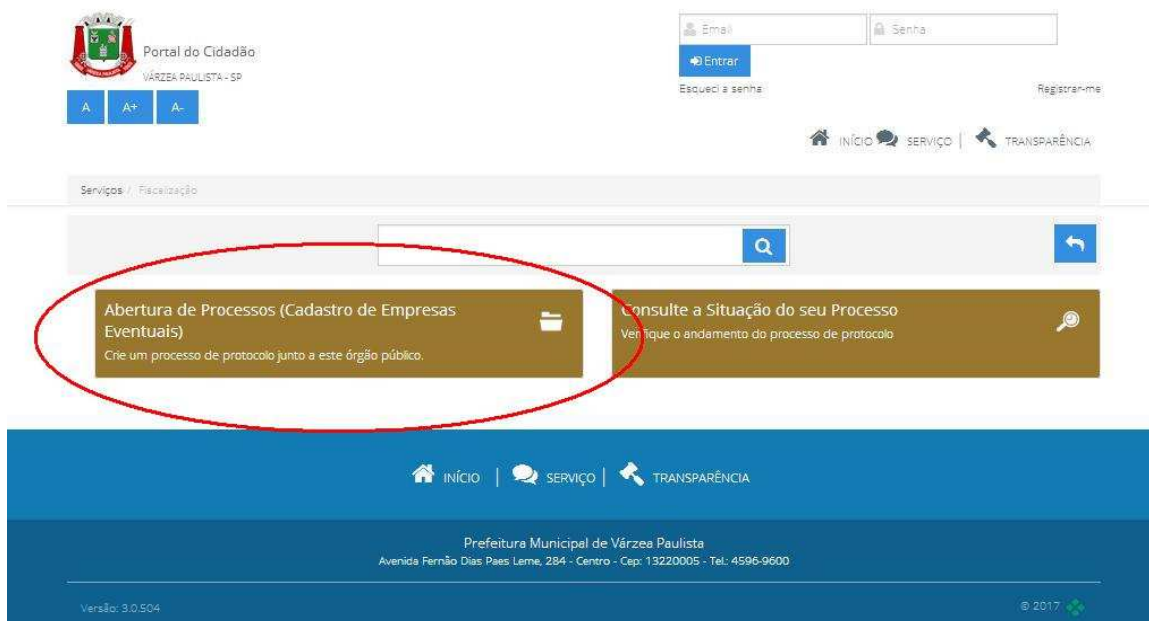 Portal do Cidadão
VÁRZEA PAULISTA - SP
A A+ A-
Email Senha
Entrar
Esqueci a senha Registrar-me
INÍCIO SERVIÇO | TRANSPARÊNCIA
Serviços / Fiscalização
Abertura de Processos (Cadastro de Empresas
Eventuais)
Crie um processo de protocolo junto a este órgão público.
Consulte a Situação do seu Processo
Verifique o andamento do processo de protocolo
INÍCIO | SERVIÇO | TRANSPARÊNCIA
Prefeitura Municipal de Várzea Paulista
Avenida Fernão Dias Paes Leme, 284 - Centro - Cep: 13220005 - Tel.: 4596-9600
Versão: 3.0.504 © 2017